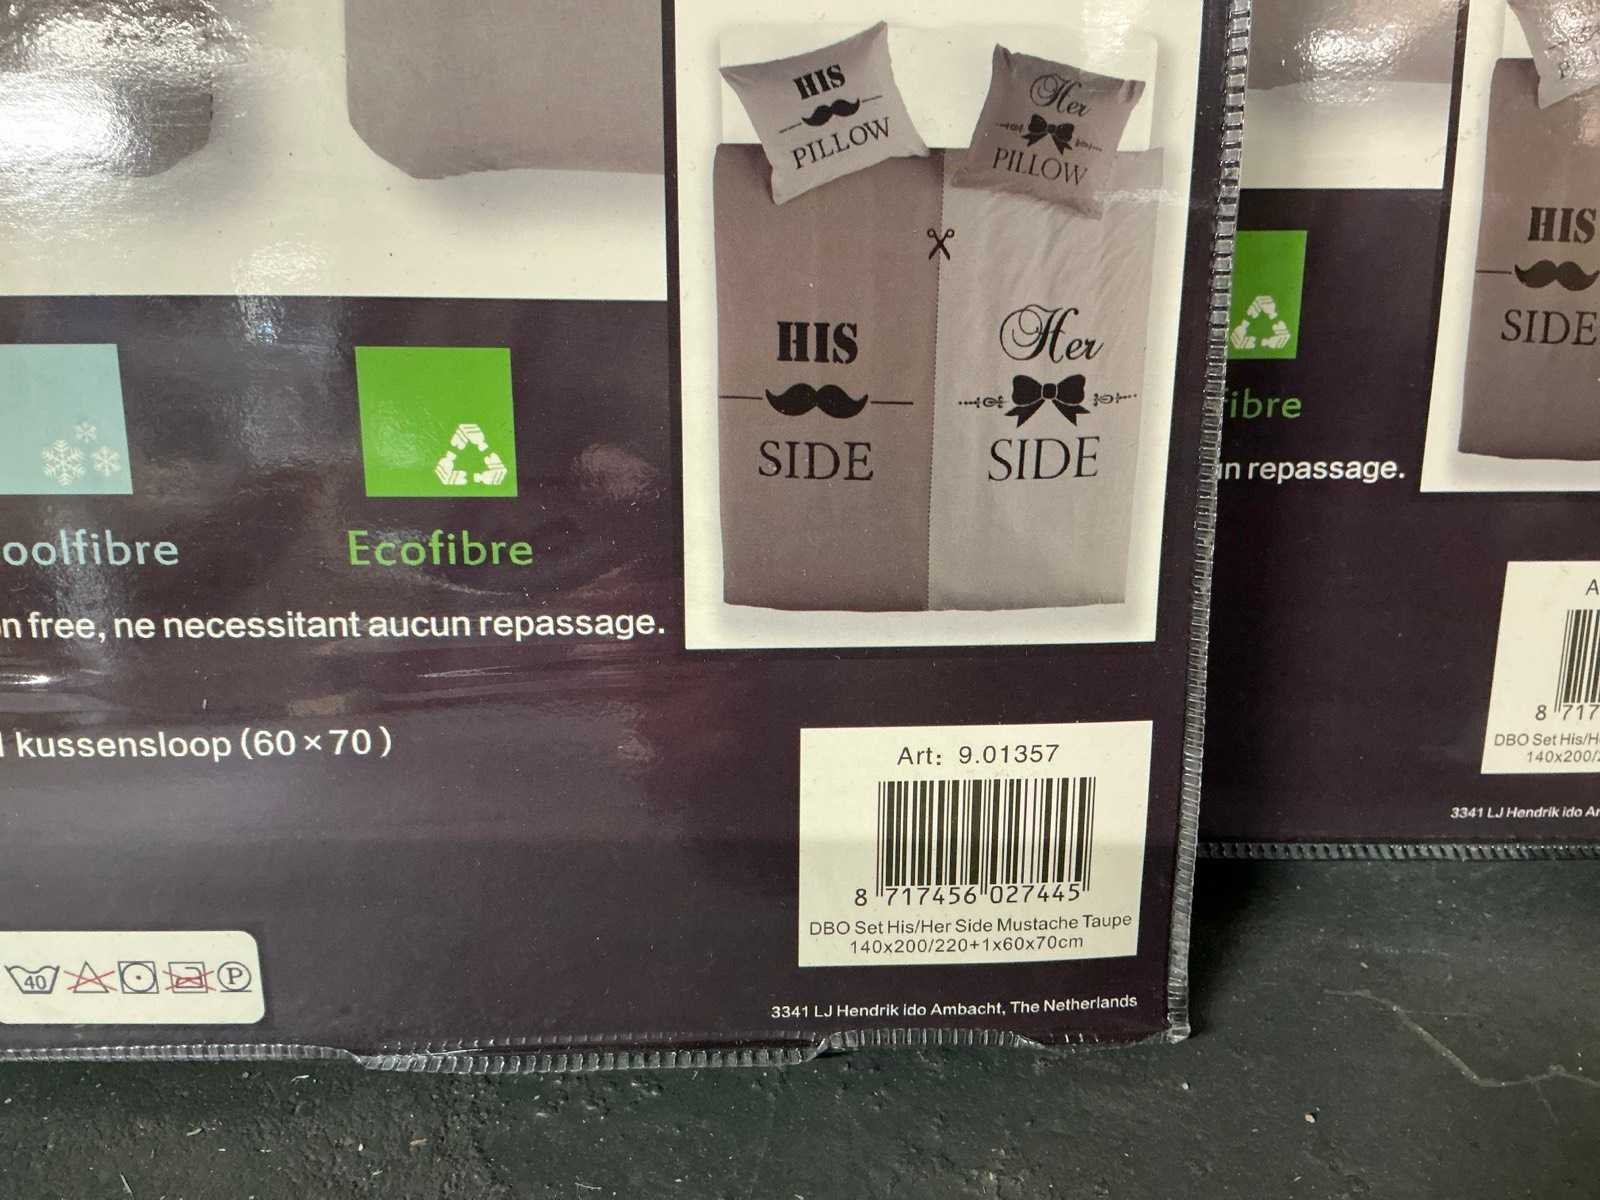 HIS
PILLOW
Her
PILLOW
HIS
SIDE
Her
SIDE
oolfibre
Ecofibre
n free, ne necessitant aucun repassage.
kussensloop (60×70)
Art: 9.01357
8 717456 027445
DBO Set His/Her Side Mustache Taupe
140x200/220+1x60x70cm
40
P
3341 LJ Hendrik ido Ambacht, The Netherlands
HIS
SIDE
fibre
un repassage.
8 717
DBO Set His/H
140x200/
3341 LJ Hendrik ido A